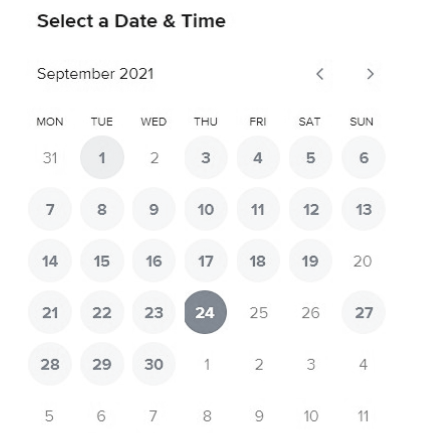 Select a Date & Time
September 2021
MON TUE WED THU FRI SAT SUN
31 1 2 3 4 5 6
7 8 9 10 11 12 13
14 15 16 17 18 19 20
21 22 23 24 25 26 27
28 29 30 1 2 3 4
5 6 7 8 9 10 11